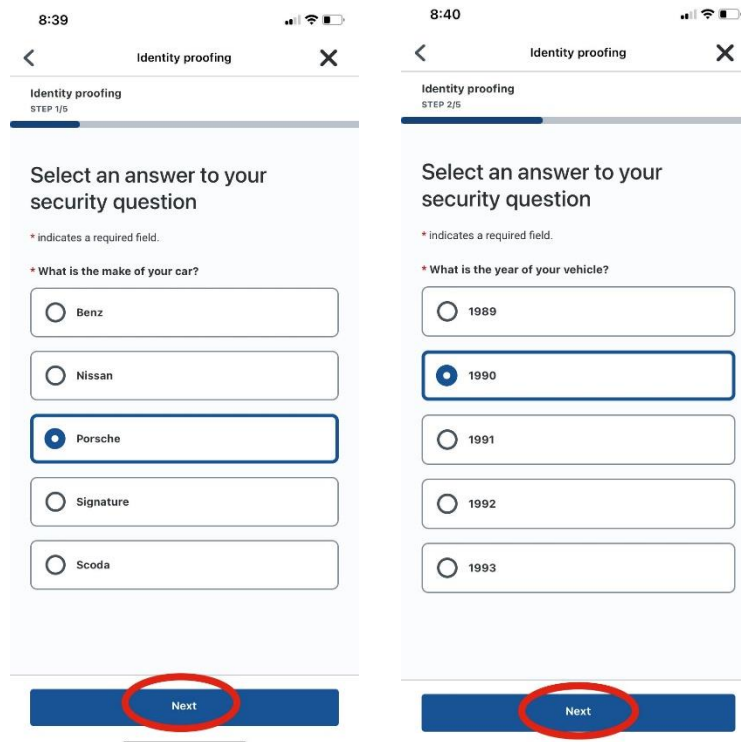 8:39
Identity proofing
Identity proofing
STEP 1/5
Select an answer to your
security question
* indicates a required field.
* What is the make of your car?
Benz
Nissan
Porsche
Signature
Scoda
Next
8:40
Identity proofing
Identity proofing
STEP 2/5
Select an answer to your
security question
* indicates a required field.
* What is the year of your vehicle?
1989
1990
1991
1992
1993
Next